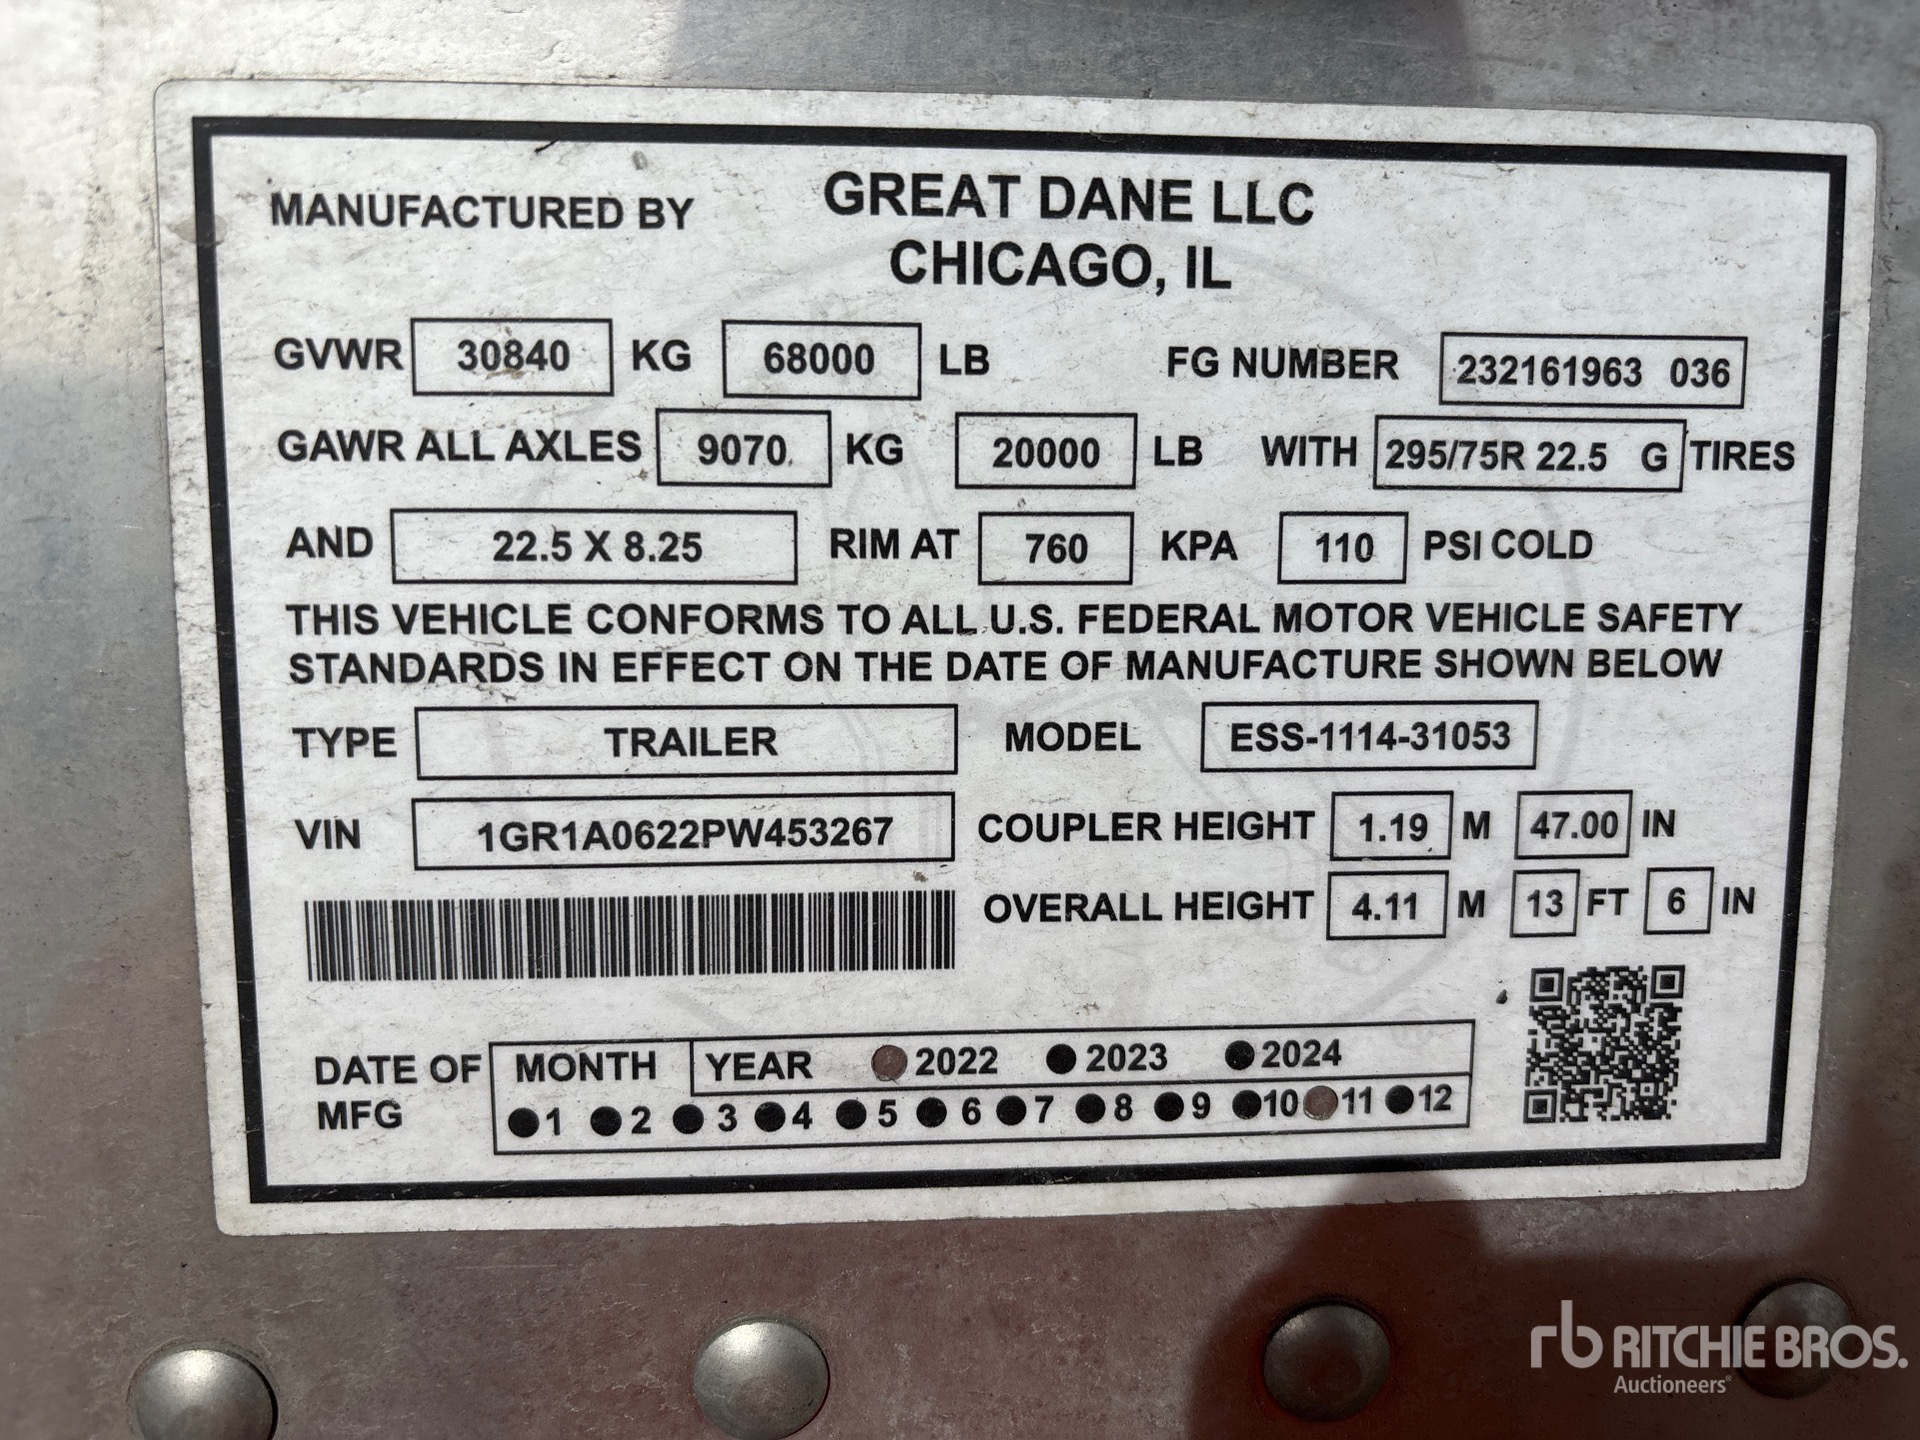 MANUFACTURED BY GREAT DANE LLC
CHICAGO, IL
GVWR 30840 KG 68000 LB FG NUMBER 232161963 036
GAWR ALL AXLES 9070 KG 20000 LB WITH 295/75R 22.5 G TIRES
AND 22.5 X 8.25 RIM AT 760 KPA 110 PSI COLD
THIS VEHICLE CONFORMS TO ALL U.S. FEDERAL MOTOR VEHICLE SAFETY
STANDARDS IN EFFECT ON THE DATE OF MANUFACTURE SHOWN BELOW
TYPE TRAILER MODEL ESS-1114-31053
VIN 1GR1A0622PW453267 COUPLER HEIGHT 1.19 M 47.00 IN
OVERALL HEIGHT 4.11 M 13 FT 6 IN
DATE OF MFG MONTH YEAR 2022 2023 2024
1 2 3 4 5 6 7 8 9 10 11 12
rb RITCHIE BROS.
Auctioneers